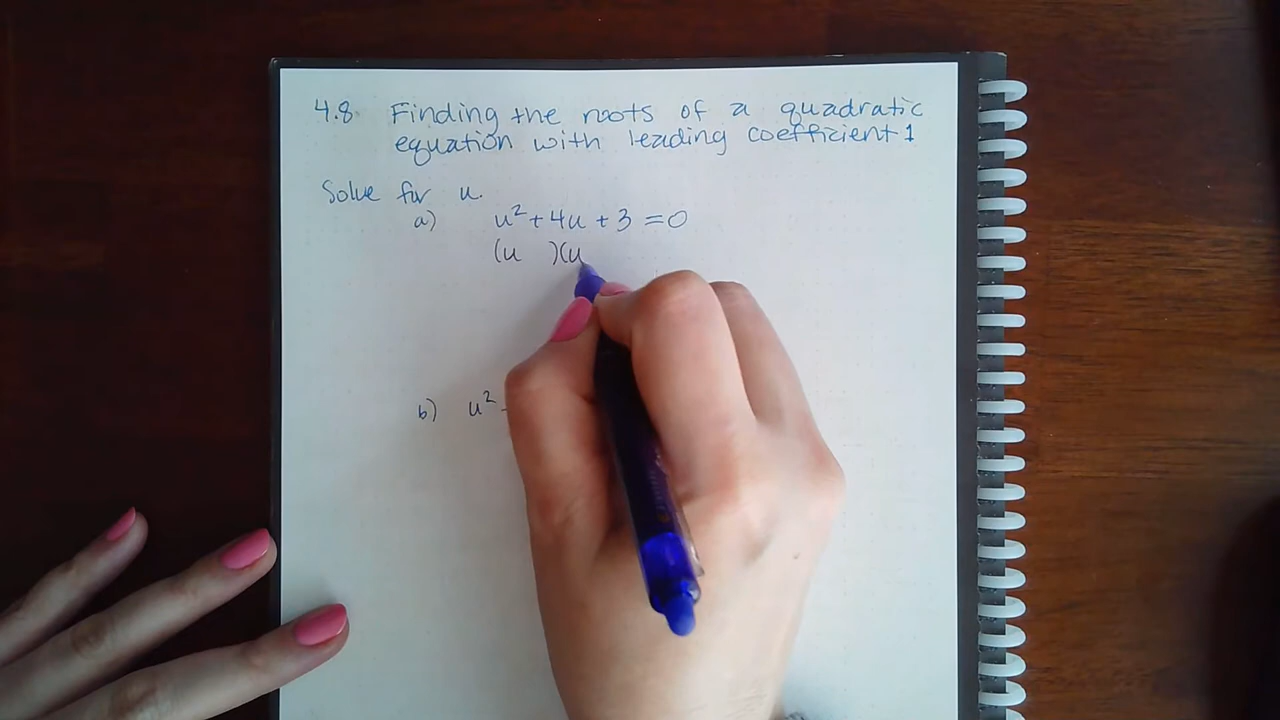 4.8 Finding the roots of a quadratic
equation with leading coefficient 1
Solve for u.
a) u² + 4u + 3 = 0
(u )(u
b) u²